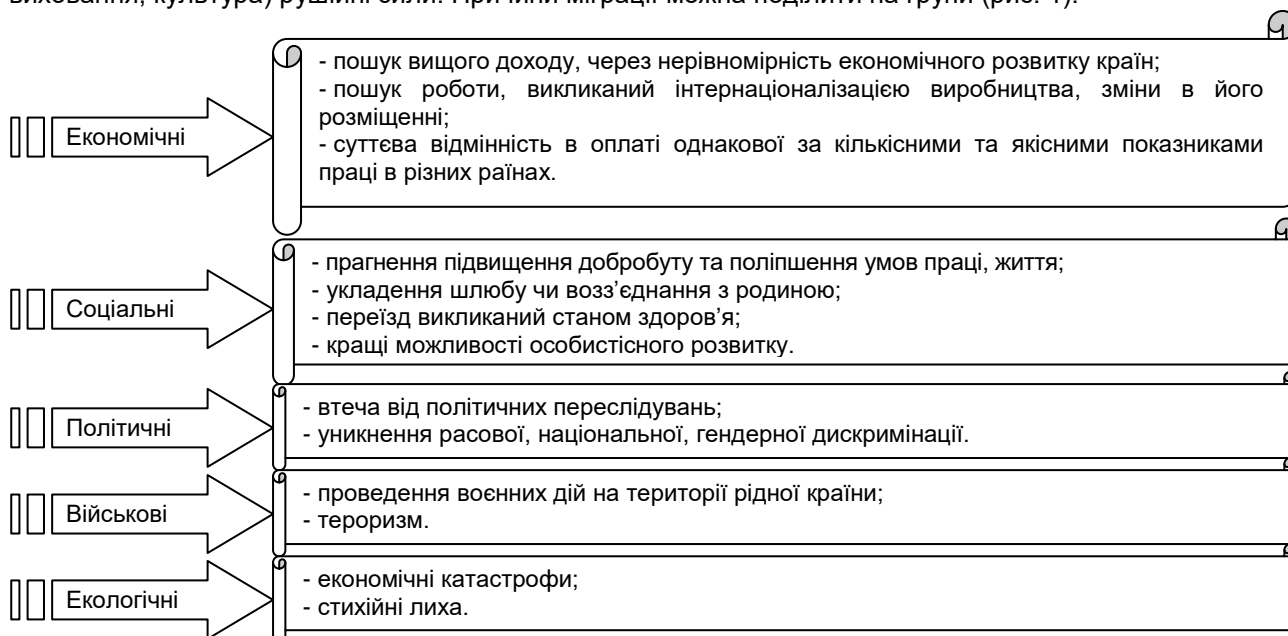 виховання, культура) рушійні сили. Причини міграції можна поділити на групи (рис. 1).
Економічні
- пошук вищого доходу, через нерівномірність економічного розвитку країн;
- пошук роботи, викликаний інтернаціоналізацією виробництва, зміни в його
розміщенні;
- суттєва відмінність в оплаті однакової за кількісними та якісними показниками
праці в різних раїнах.
Соціальні
- прагнення підвищення добробуту та поліпшення умов праці, життя;
- укладення шлюбу чи возз’єднання з родиною;
- переїзд викликаний станом здоров’я;
- кращі можливості особистісного розвитку.
Політичні
- втеча від політичних переслідувань;
- уникнення расової, національної, гендерної дискримінації.
Військові
- проведення воєнних дій на території рідної країни;
- тероризм.
Екологічні
- економічні катастрофи;
- стихійні лиха.